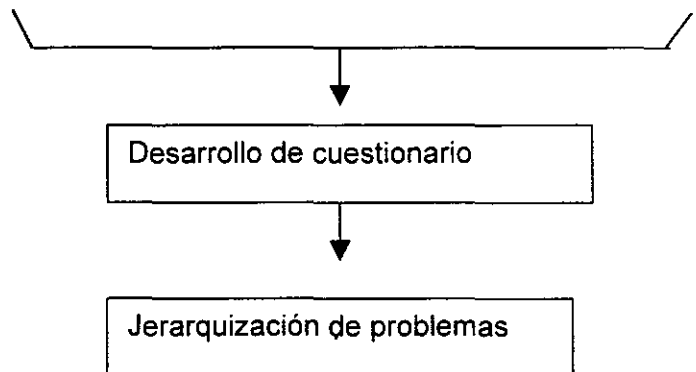 Desarrollo de cuestionario
Jerarquización de problemas